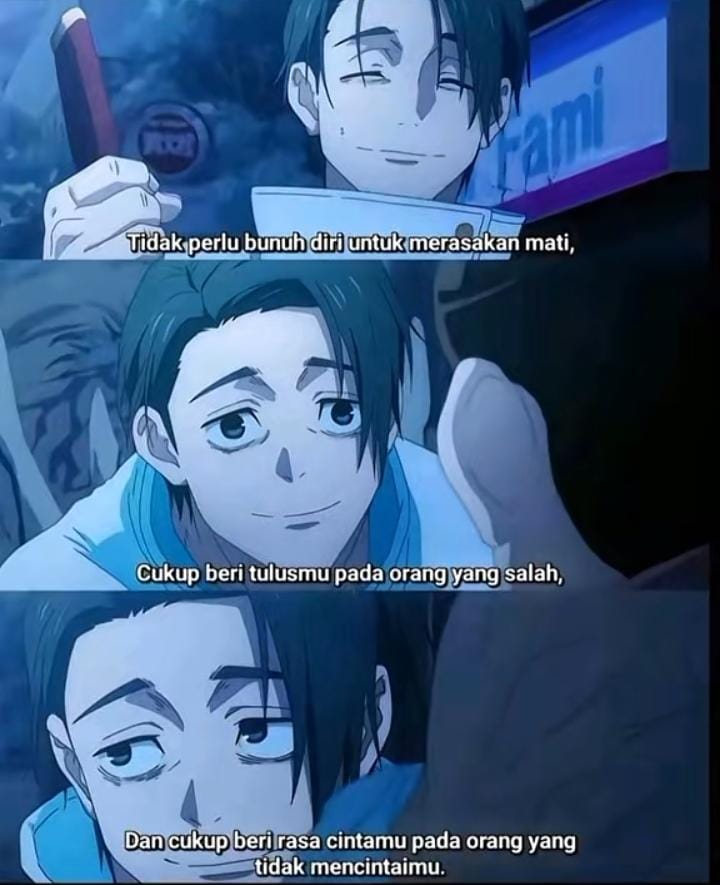 Fami
Tidak perlu bunuh diri untuk merasakan mati,
Cukup beri tulusmu pada orang yang salah,
Dan cukup beri rasa cintamu pada orang yang
tidak mencintaimu.